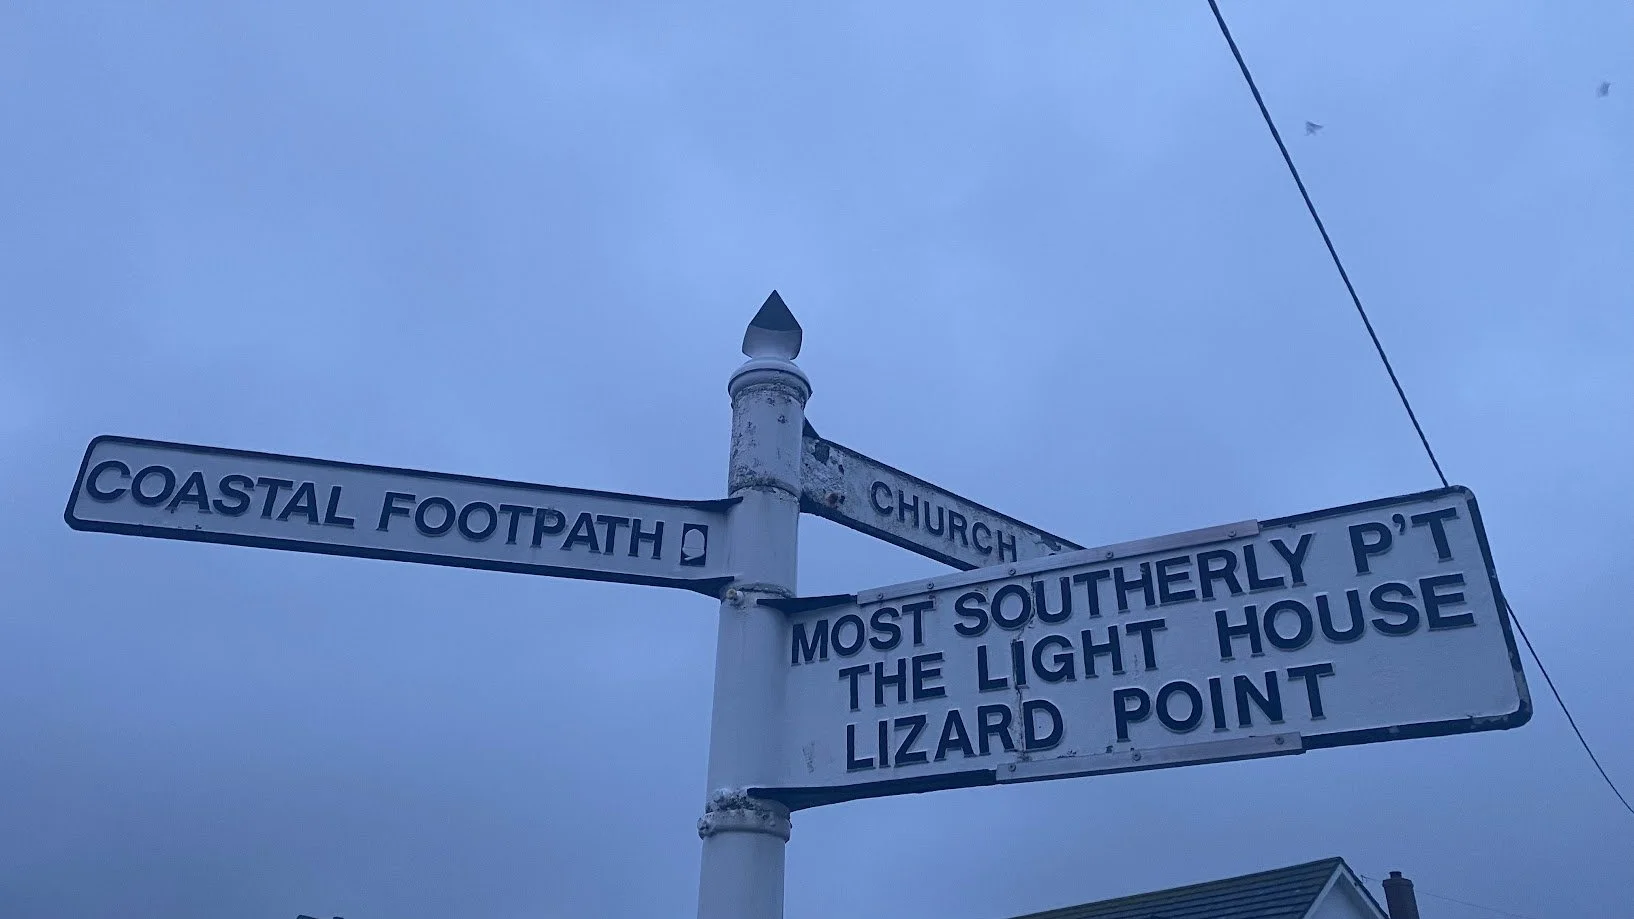 COASTAL FOOTPATH
CHURCH
MOST SOUTHERLY P'T
THE LIGHT HOUSE
LIZARD POINT